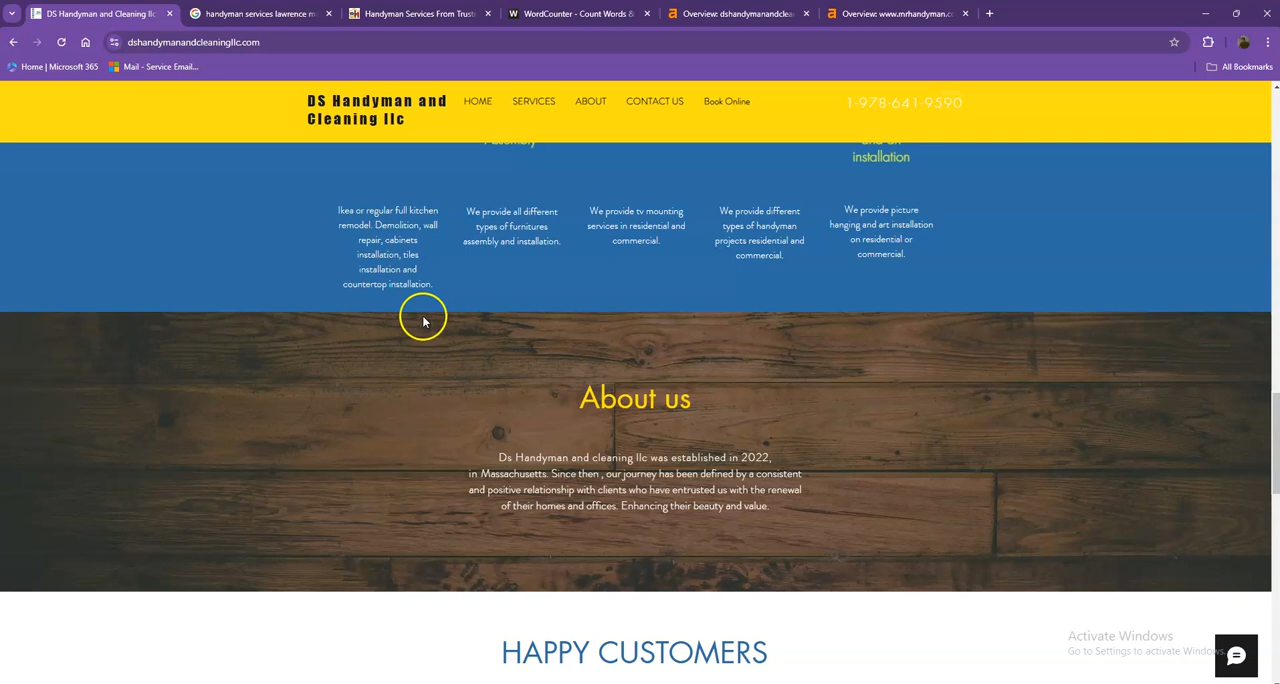 DS Handyman and Cleaning llc
handyman services lawrence m
Handyman Services From Trust
WordCounter - Count Words &
Overview: dshandymanandclea
Overview: www.mrhandyman.c
dshandymanandcleaningllc.com
Home | Microsoft 365
Mail - Service Email...
All Bookmarks
DS Handyman and
Cleaning llc
HOME
SERVICES
ABOUT
CONTACT US
Book Online
1-978-641-9590
installation
Ikea or regular full kitchen
remodel. Demolition, wall
repair, cabinets
installation, tiles
installation and
countertop installation.
We provide all different
types of furnitures
assembly and installation.
We provide tv mounting
services in residential and
commercial.
We provide different
types of handyman
projects residential and
commercial.
We provide picture
hanging and art installation
on residential or
commercial.
About us
Ds Handyman and cleaning llc was established in 2022,
in Massachusetts. Since then , our journey has been defined by a consistent
and positive relationship with clients who have entrusted us with the renewal
of their homes and offices. Enhancing their beauty and value.
HAPPY CUSTOMERS
Activate Windows
Go to Settings to activate Windows.